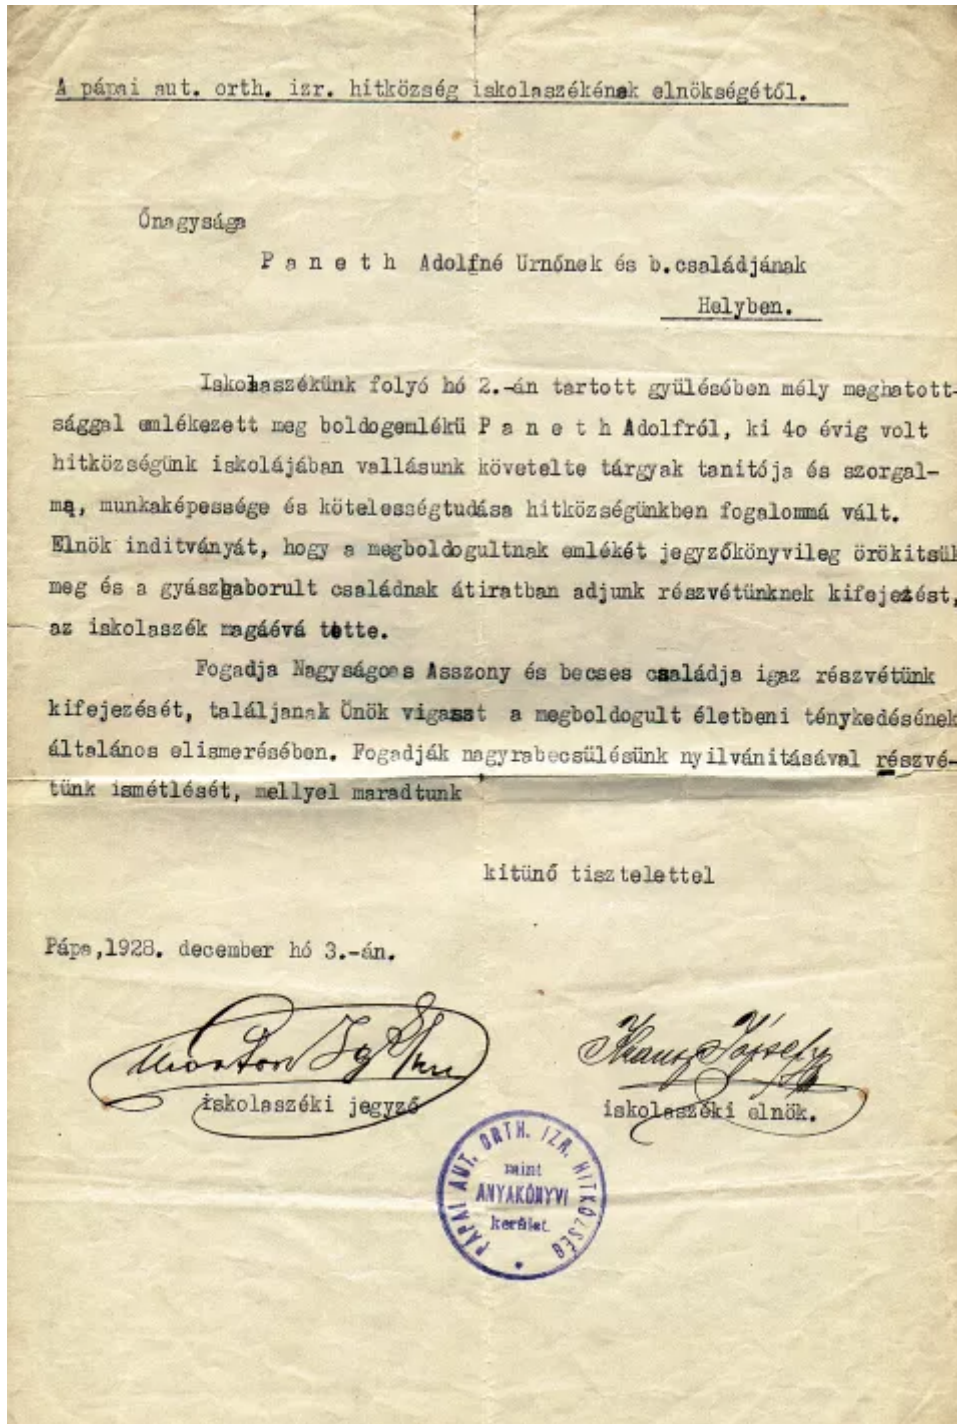 A pápai aut. orth. izr. hitközség iskolaszékének elnökségétől.
Őnagysága
P a n e t h Adolfné Urnőnek és b.családjának
Helyben.
Iskolaszékünk folyó hó 2.-án tartott gyülésében mély meghatott-
sággal emlékezett meg boldogemlékü P a n e t h Adolfról, ki 4o évig volt
hitközségünk iskolájában vallásunk követelte tárgyak tanitója és szorgal-
ma, munkaképessége és kötelességtudása hitközségünkben fogalommá vált.
Elnök inditványát, hogy a megboldogultnak emlékét jegyzőkönyvileg örökitsük
meg és a gyászbaborult családnak átiratban adjunk részvétünknek kifejezést,
az iskolaszék magáévá tette.
Fogadja Nagyságos Asszony és becses családja igaz részvétünk
kifejezését, találjanak Önök vigaszt a megboldogult életbeni ténykedésének
általános elismerésében. Fogadják nagyrabecsülésünk nyilvánitásával részvé-
tünk ismétlését, mellyel maradtunk
kitünő tisztelettel
Pápa,1928. december hó 3.-án.
József
iskolaszéki jegyző
iskolaszéki elnök.
PÁPAI AUT. ORTH. IZR. HITKÖZSÉG
mint
ANYAKÖNYVI
kerület.